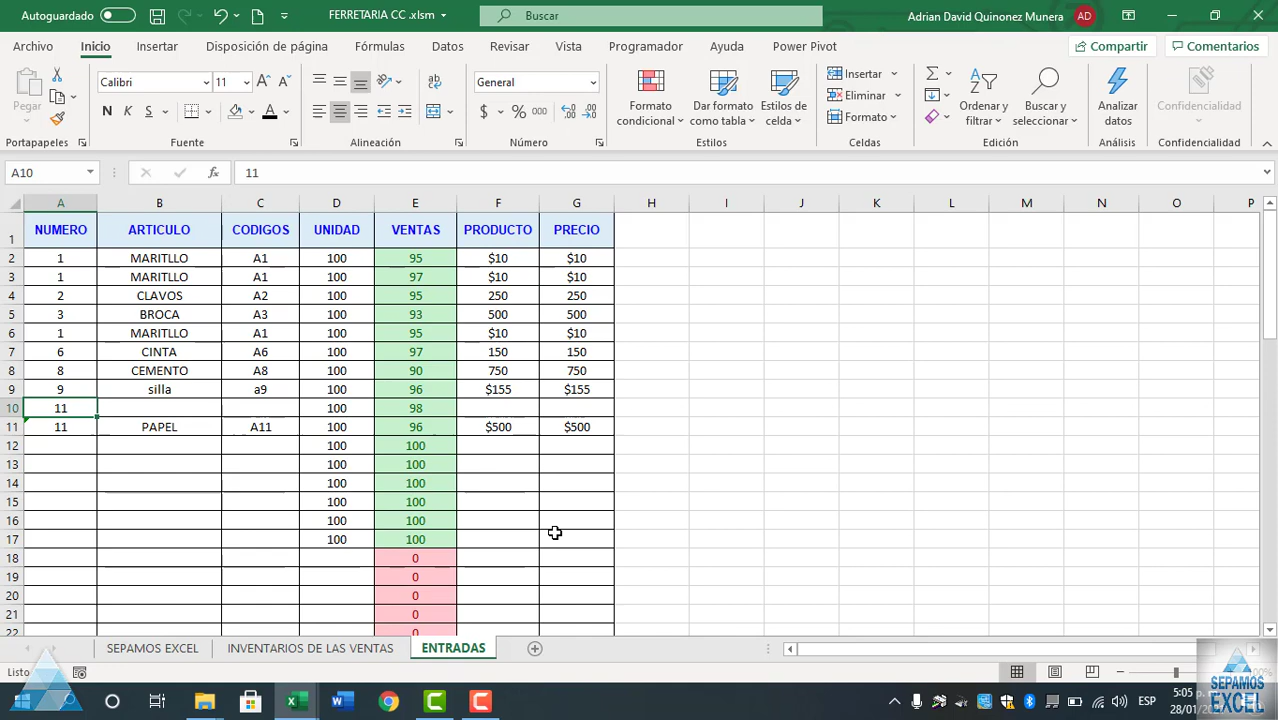 Autoguardado
FERRETARIA CC .xlsm
Buscar
Adrian David Quinonez Munera
AD
Archivo Inicio Insertar Disposición de página Fórmulas Datos Revisar Vista Programador Ayuda Power Pivot
Compartir Comentarios
Pegar
Calibri 11
N K S
General
$ % 000
Formato condicional
Dar formato como tabla
Estilos de celda
Insertar
Eliminar
Formato
Ordenar y filtrar
Buscar y seleccionar
Analizar datos
Confidencialidad
Portapapeles Fuente Alineación Número Estilos Celdas Edición Análisis Confidencialidad
A10 fx 11
A B C D E F G H I J K L M N O P
1 NUMERO ARTICULO CODIGOS UNIDAD VENTAS PRODUCTO PRECIO
2 1 MARITLLO A1 100 95 $10 $10
3 1 MARITLLO A1 100 97 $10 $10
4 2 CLAVOS A2 100 95 250 250
5 3 BROCA A3 100 93 500 500
6 1 MARITLLO A1 100 95 $10 $10
7 6 CINTA A6 100 97 150 150
8 8 CEMENTO A8 100 90 750 750
9 9 silla a9 100 96 $155 $155
10 11 100 98
11 11 PAPEL A11 100 96 $500 $500
12 100 100
13 100 100
14 100 100
15 100 100
16 100 100
17 100 100
18 0
19 0
20 0
21 0
22 0
SEPAMOS EXCEL INVENTARIOS DE LAS VENTAS ENTRADAS
Listo
ESP
5:05 p.
28/01/
SEPAMOS
EXCEL